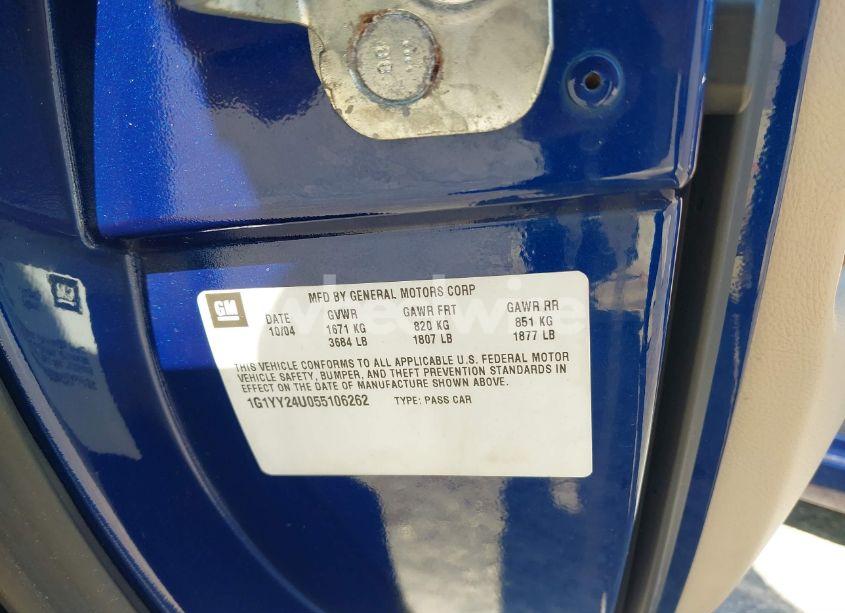 GM
MFD BY GENERAL MOTORS CORP
DATE GVWR GAWR FRT GAWR RR
10/04 1671 KG 820 KG 851 KG
3684 LB 1807 LB 1877 LB
THIS VEHICLE CONFORMS TO ALL APPLICABLE U.S. FEDERAL MOTOR
VEHICLE SAFETY, BUMPER, AND THEFT PREVENTION STANDARDS IN
EFFECT ON THE DATE OF MANUFACTURE SHOWN ABOVE.
1G1YY24U055106262 TYPE: PASS CAR